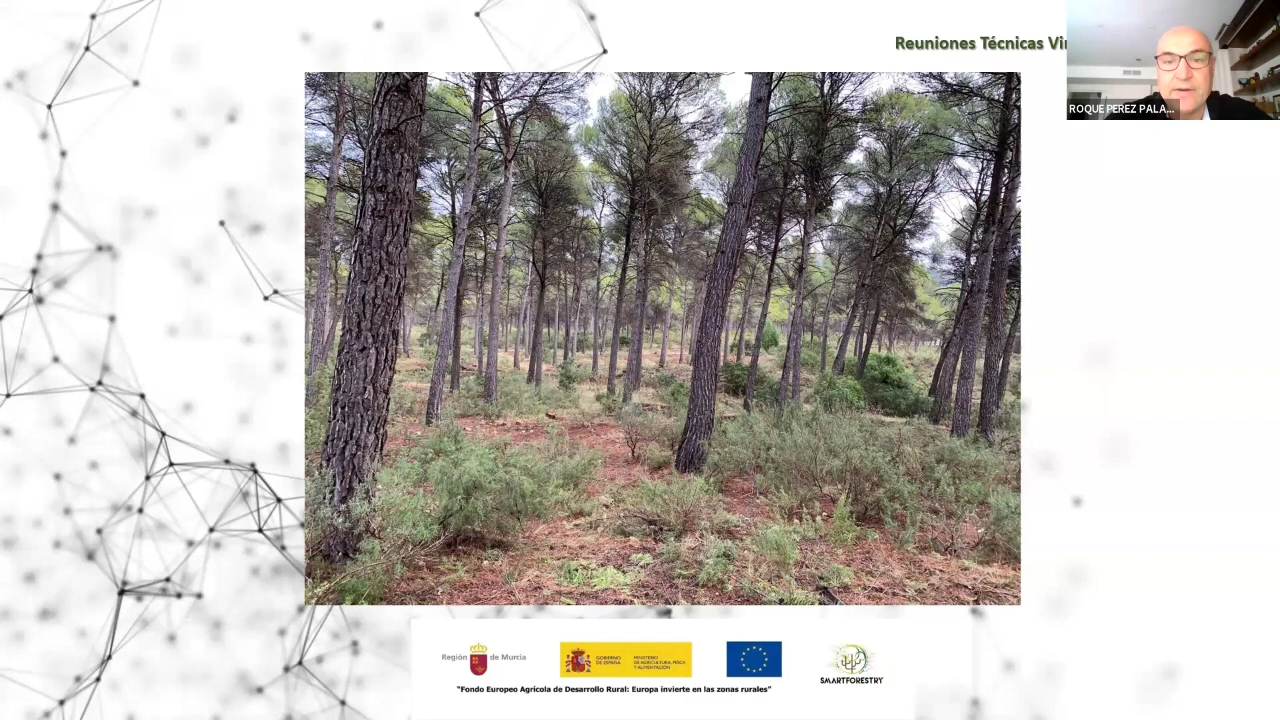 Reuniones Técnicas Vi
ROQUE PEREZ PALA...
Región de Murcia
GOBIERNO DE ESPAÑA
MINISTERIO DE AGRICULTURA, PESCA Y ALIMENTACIÓN
SMARTFORESTRY
"Fondo Europeo Agrícola de Desarrollo Rural: Europa invierte en las zonas rurales"